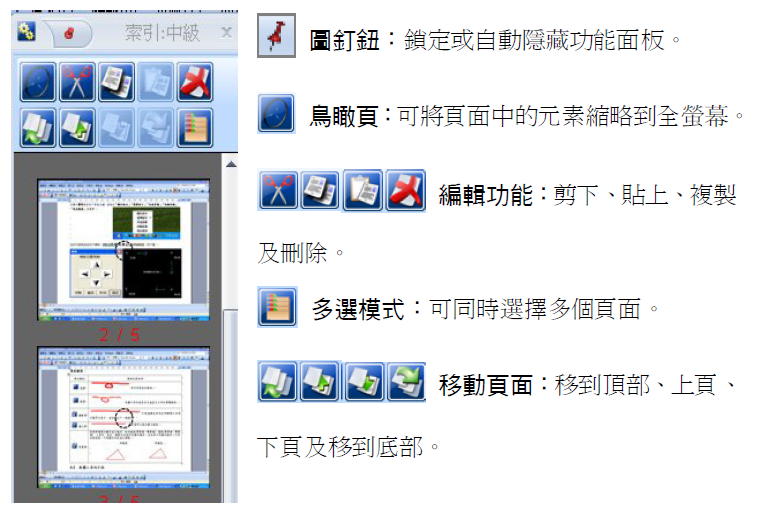 索引:中級
圖釘鈕：鎖定或自動隱藏功能面板。
鳥瞰頁：可將頁面中的元素縮略到全螢幕。
編輯功能：剪下、貼上、複製
及刪除。
多選模式：可同時選擇多個頁面。
2 / 5
移動頁面：移到頂部、上頁、
下頁及移到底部。
3 / 5